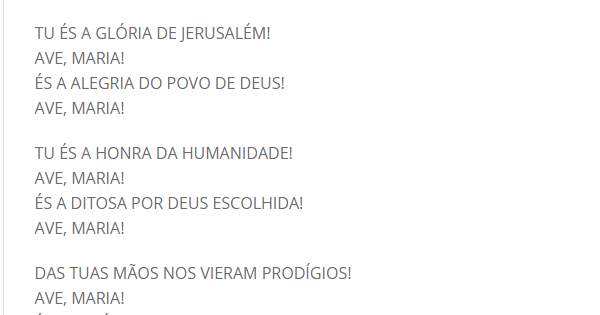 TU ÉS A GLÓRIA DE JERUSALÉM!
AVE, MARIA!
ÉS A ALEGRIA DO POVO DE DEUS!
AVE, MARIA!
TU ÉS A HONRA DA HUMANIDADE!
AVE, MARIA!
ÉS A DITOSA POR DEUS ESCOLHIDA!
AVE, MARIA!
DAS TUAS MÃOS NOS VIERAM PRODÍGIOS!
AVE, MARIA!